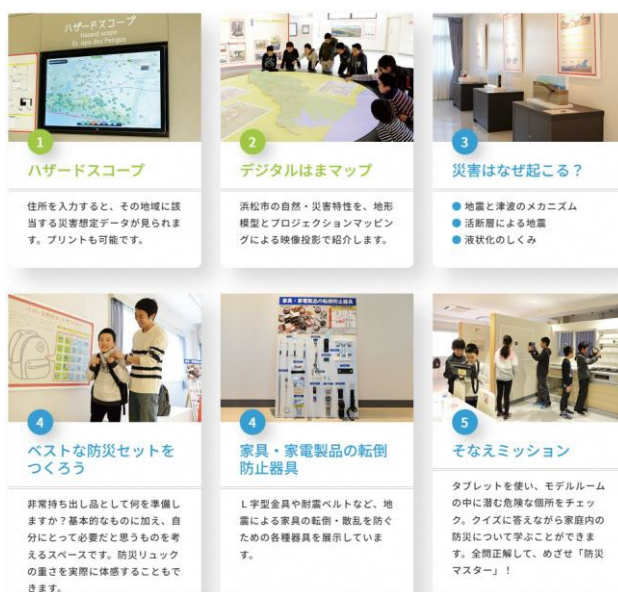 ハザードスコープ
Hazard scope
1
ハザードスコープ
住所を入力すると、その地域に該
当する災害想定データが見られま
す。プリントも可能です。
2
デジタルはまマップ
浜松市の自然・災害特性を、地形
模型とプロジェクションマッピン
グによる映像投影で紹介します。
3
災害はなぜ起こる？
● 地震と津波のメカニズム
● 活断層による地震
● 液状化のしくみ
4
ベストな防災セットを
つくろう
非常持ち出し品として何を準備し
ますか？基本的なものに加え、自
分にとって必要だと思うものを考
えるスペースです。防災リュック
の重さを実際に体感することもで
きます。
家具・家電製品の転倒防止器具
4
家具・家電製品の転倒
防止器具
Ｌ字型金具や耐震ベルトなど、地
震による家具の転倒・散乱を防ぐ
ための各種器具を展示していま
す。
5
そなえミッション
タブレットを使い、モデルルーム
の中に潜む危険な個所をチェッ
ク。クイズに答えながら家庭内の
防災について学ぶことができま
す。全問正解して、めざせ「防災
マスター」！